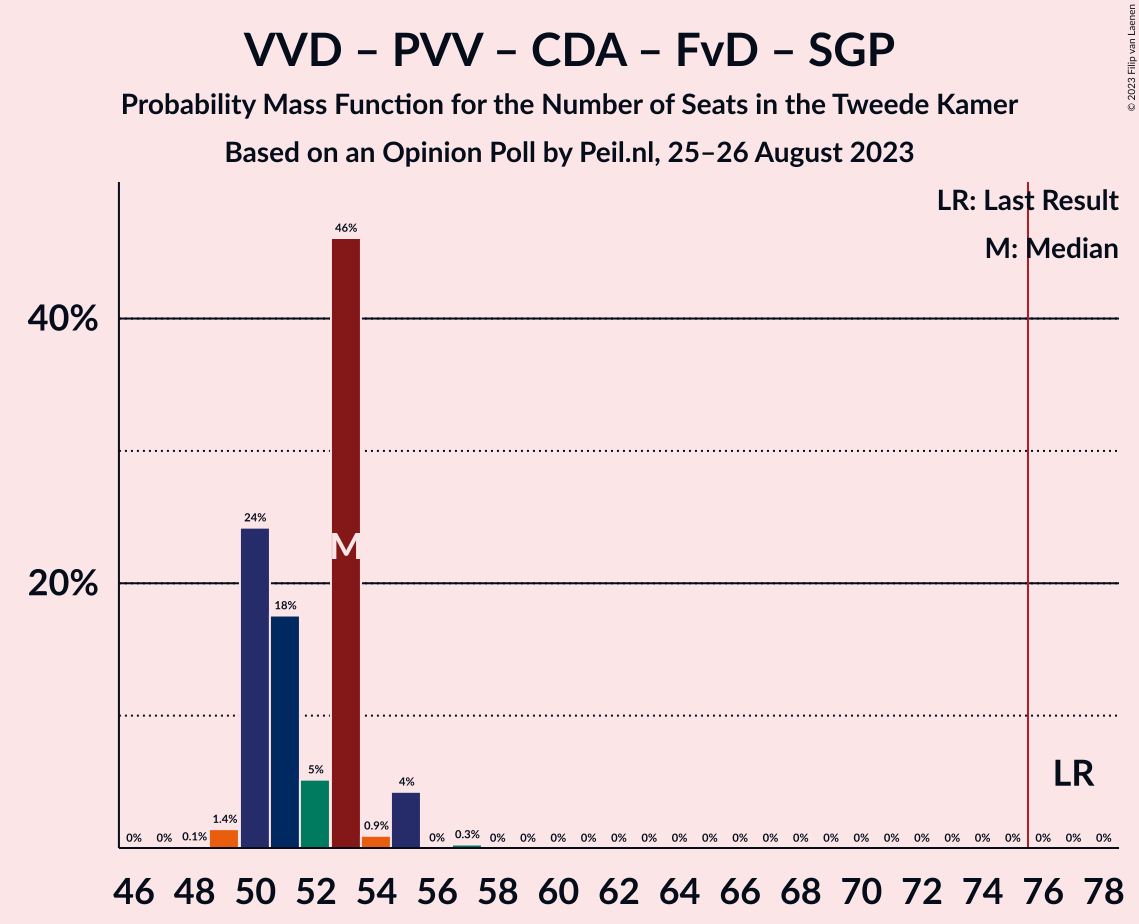 VVD – PVV – CDA – FvD – SGP
Probability Mass Function for the Number of Seats in the Tweede Kamer
Based on an Opinion Poll by Peil.nl, 25–26 August 2023
© 2023 Filip van Laenen
LR: Last Result
M: Median
46%
40%
24%
M
20%
18%
LR
5%
4%
1.4%
0.9%
0% 0% 0.1% 0% 0.3% 0% 0% 0% 0% 0% 0% 0% 0% 0% 0% 0% 0% 0% 0% 0% 0% 0% 0% 0% 0% 0%
46 48 50 52 54 56 58 60 62 64 66 68 70 72 74 76 78